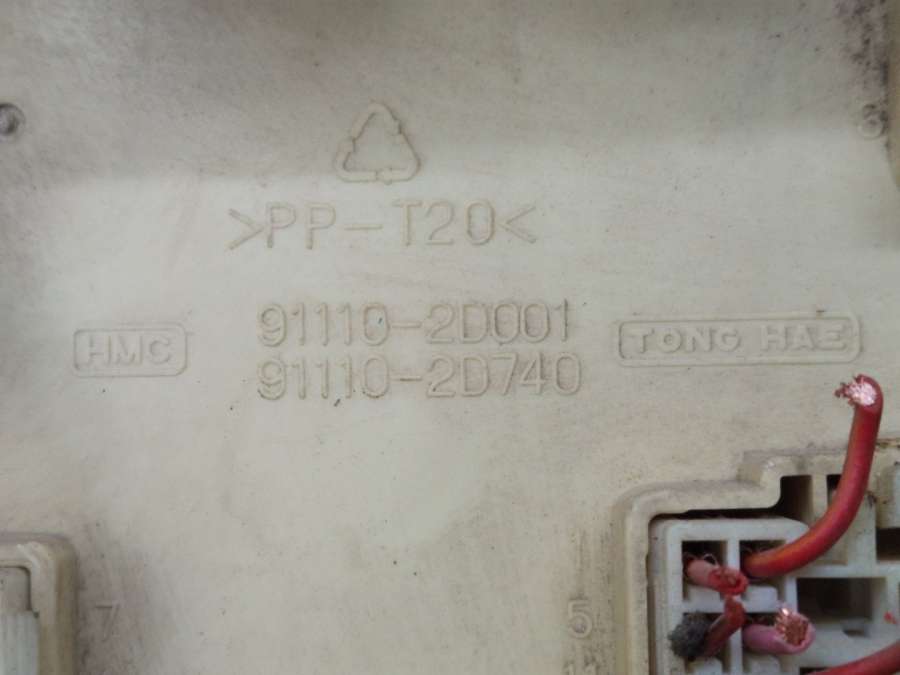 >PP-T20<
91110-2D001
HMC
TONG HAE
91110-2D740
7
5